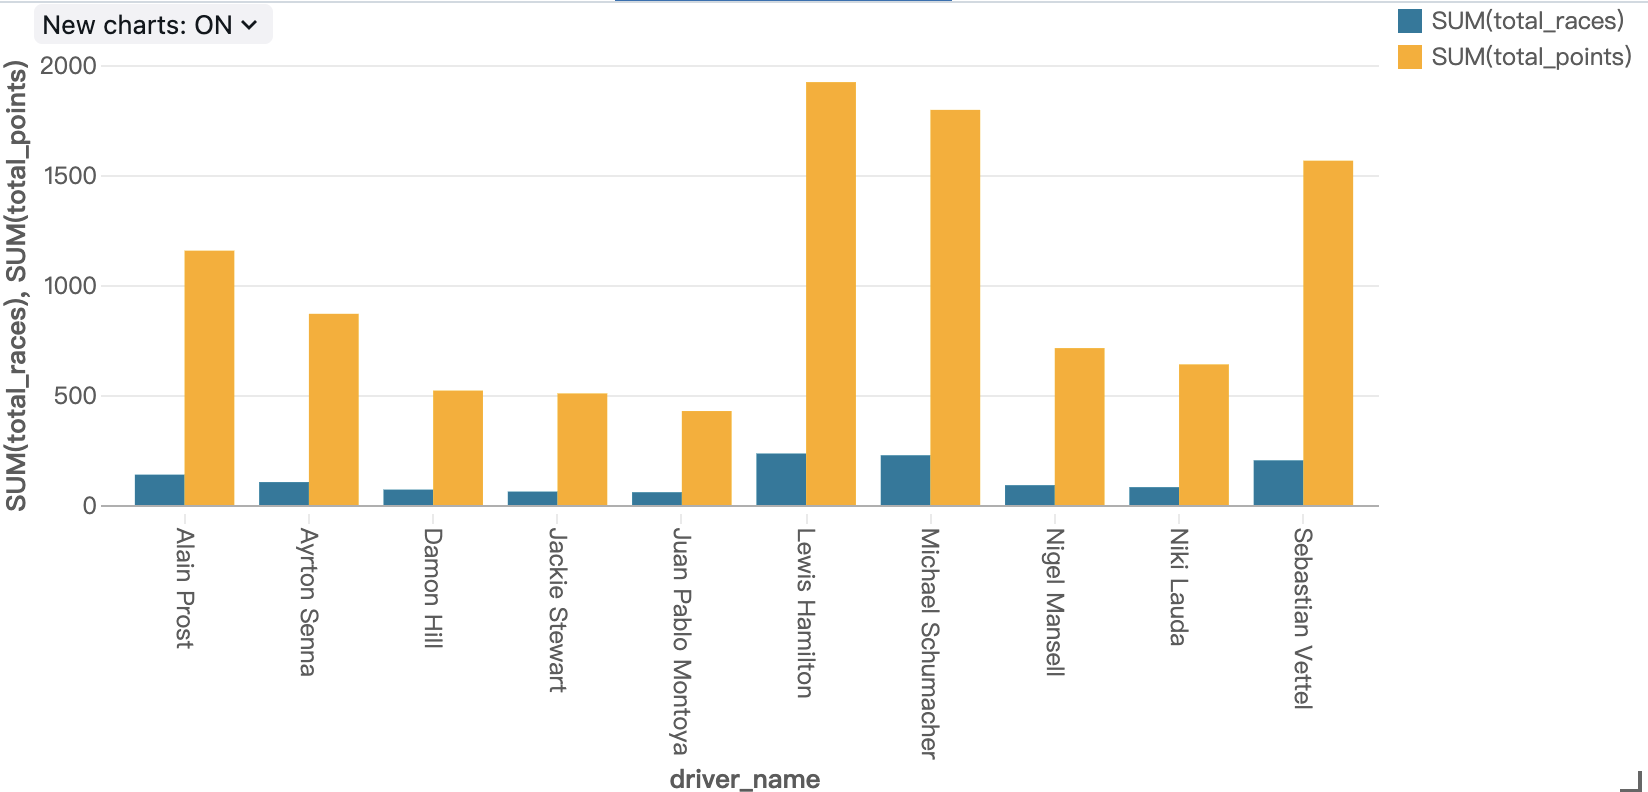 New charts: ON
SUM(total_races)
SUM(total_points)
SUM(total_races), SUM(total_points)
2000
1500
1000
500
0
Alain Prost
Ayrton Senna
Damon Hill
Jackie Stewart
Juan Pablo Montoya
Lewis Hamilton
Michael Schumacher
Nigel Mansell
Niki Lauda
Sebastian Vettel
driver_name